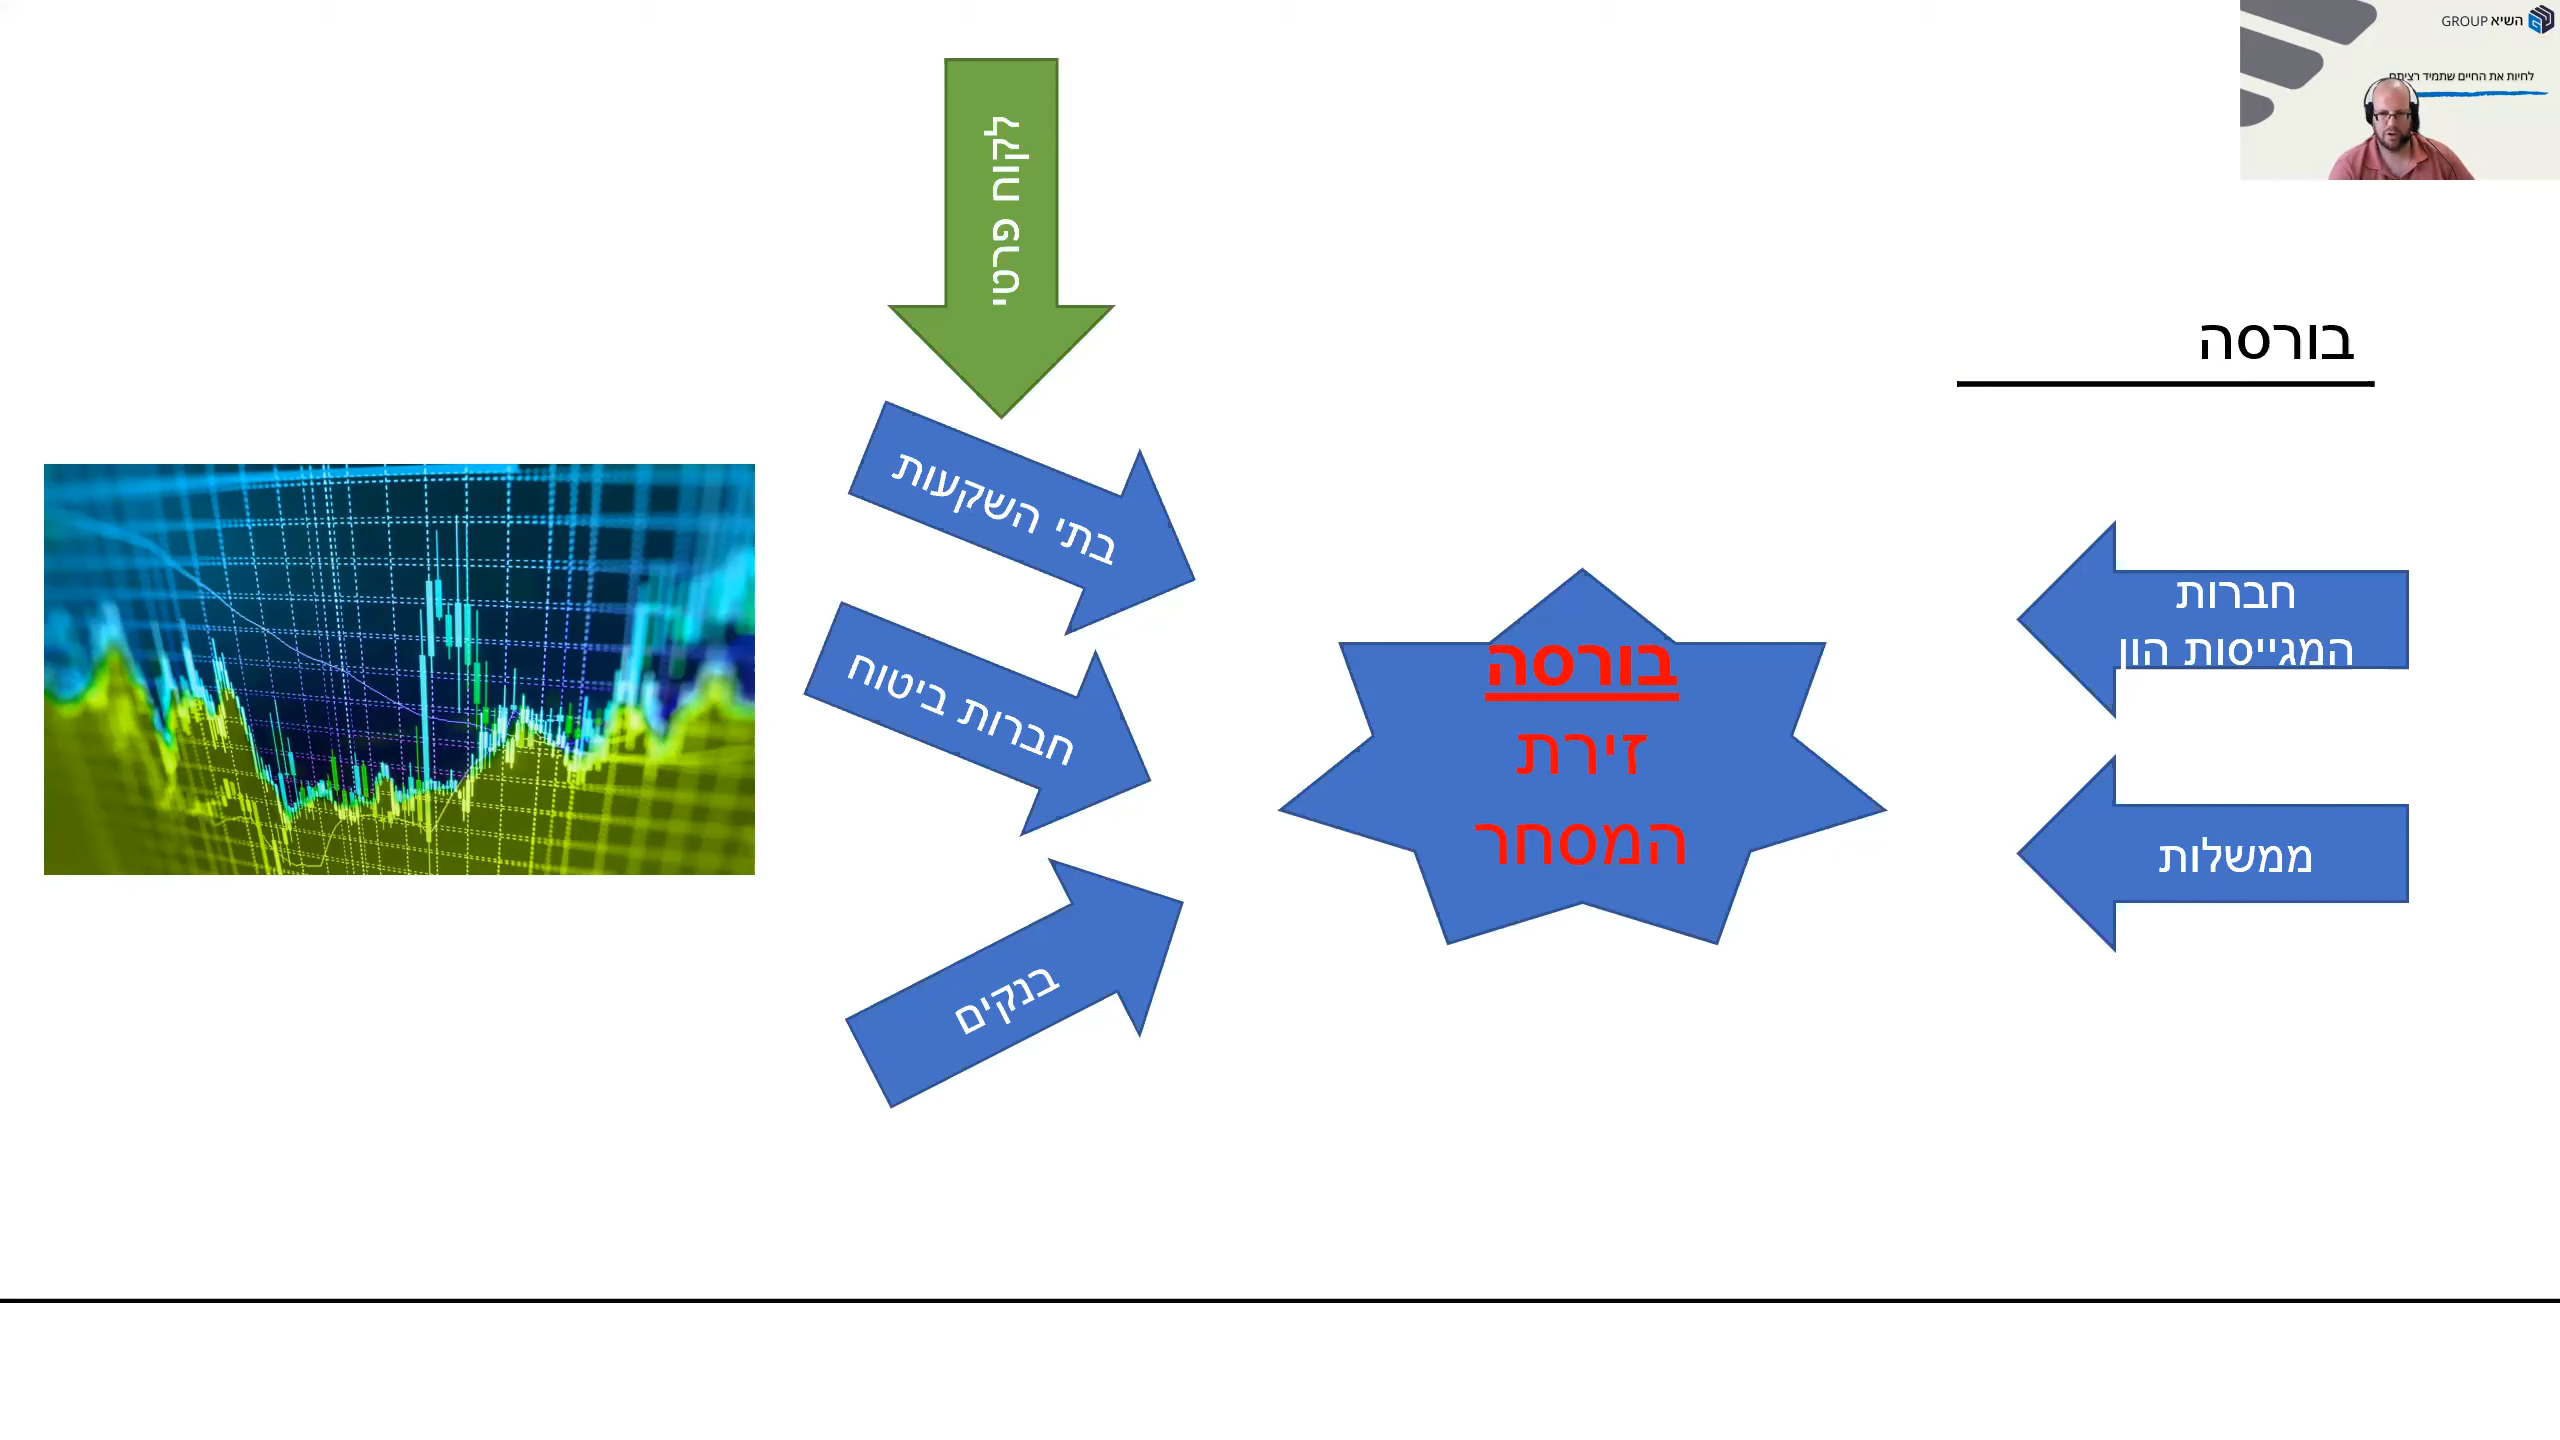 השיא GROUP
לחיות את החיים שתמיד רציתם
בורסה
לקוח פרטי
בתי השקעות
חברות ביטוח
בנקים
בורסה
זירת
המסחר
חברות
המגייסות הון
ממשלות